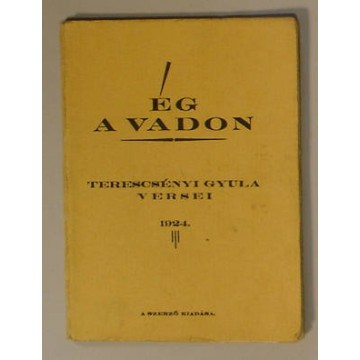 ÉG
A VADON
TERESCSÉNYI GYULA
VERSEI
1924.
A SZERZŐ KIADÁSA.